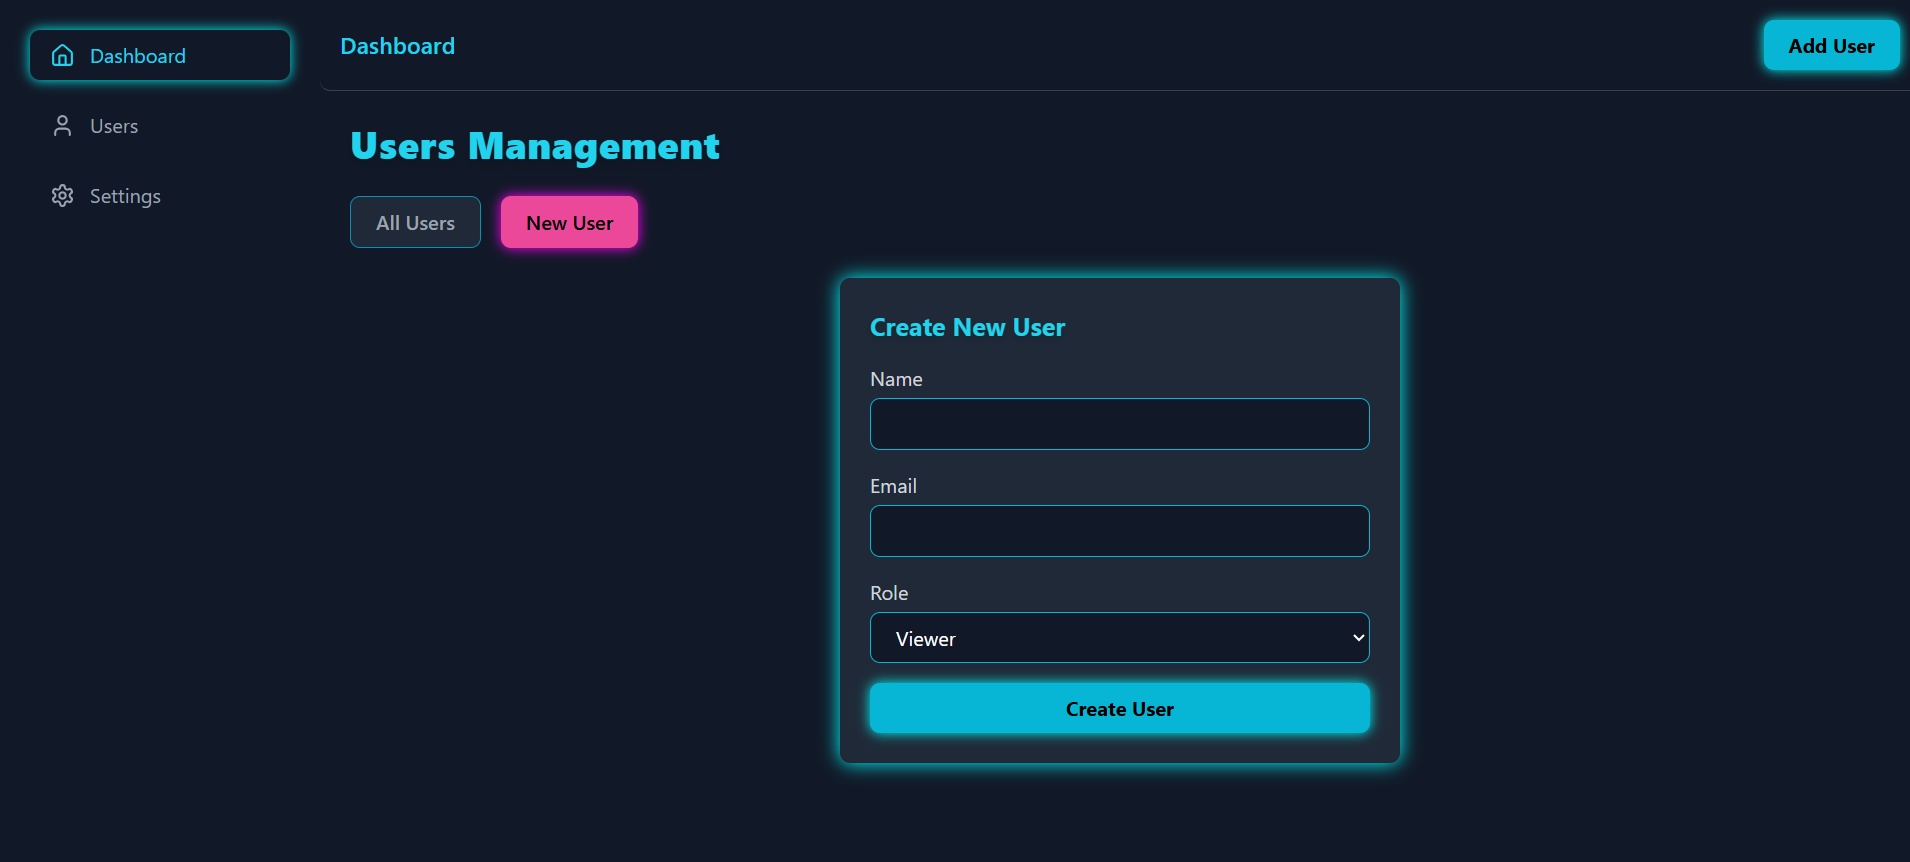 Dashboard
Users
Settings
Dashboard
Add User
Users Management
All Users
New User
Create New User
Name
Email
Role
Viewer
Create User